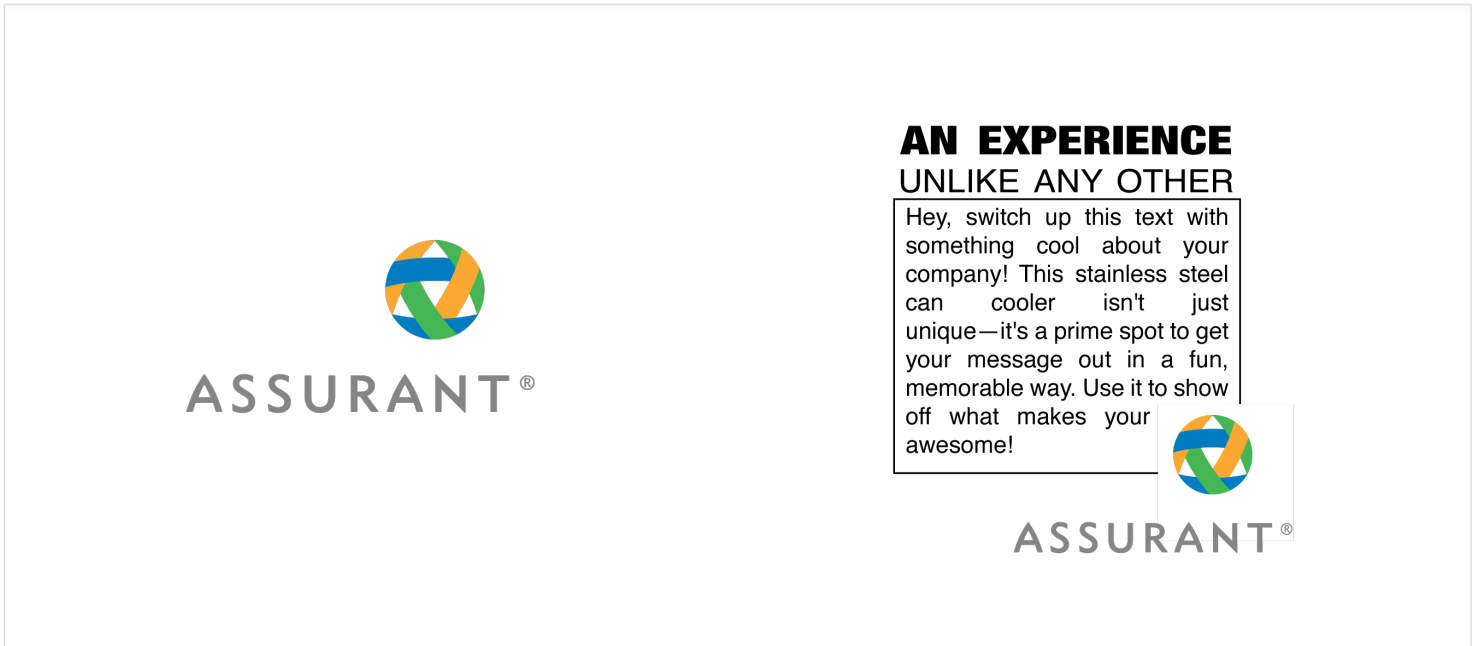 ASSURANT®
AN EXPERIENCE
UNLIKE ANY OTHER
Hey, switch up this text with
something cool about your
company! This stainless steel
can cooler isn't just
unique—it's a prime spot to get
your message out in a fun,
memorable way. Use it to show
off what makes your
awesome!
ASSURANT®